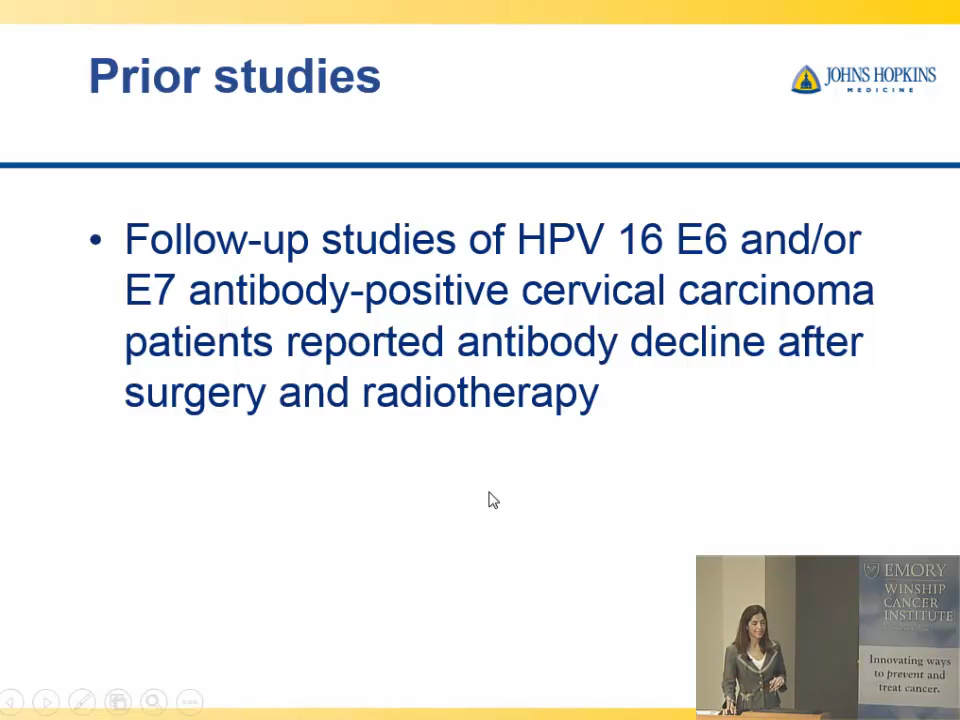 Prior studies
JOHNS HOPKINS
MEDICINE
• Follow-up studies of HPV 16 E6 and/or
E7 antibody-positive cervical carcinoma
patients reported antibody decline after
surgery and radiotherapy
EMORY
WINSHIP
CANCER
INSTITUTE
Innovating ways
to prevent and
treat cancer.